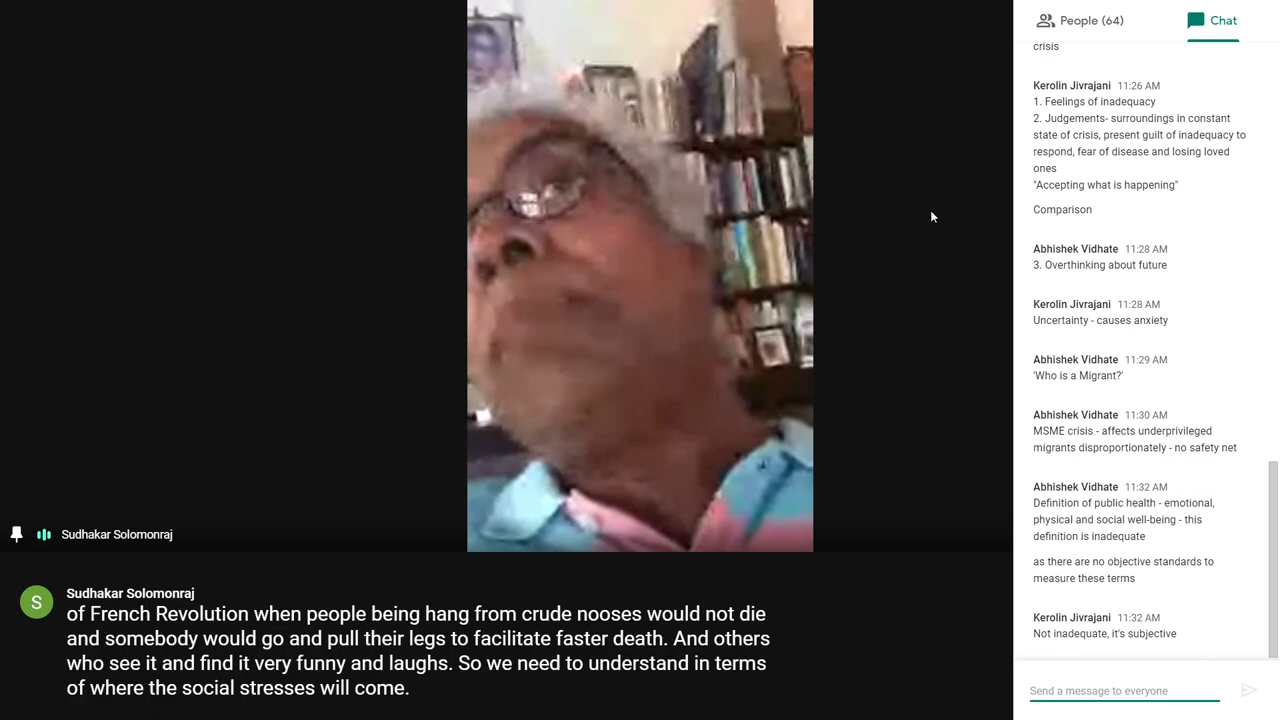 People (64)
Chat
crisis
Kerolin Jivrajani 11:26 AM
1. Feelings of inadequacy
2. Judgements- surroundings in constant
state of crisis, present guilt of inadequacy to
respond, fear of disease and losing loved
ones
"Accepting what is happening"
Comparison
Abhishek Vidhate 11:28 AM
3. Overthinking about future
Kerolin Jivrajani 11:28 AM
Uncertainty - causes anxiety
Abhishek Vidhate 11:29 AM
'Who is a Migrant?'
Abhishek Vidhate 11:30 AM
MSME crisis - affects underprivileged
migrants disproportionately - no safety net
Abhishek Vidhate 11:32 AM
Definition of public health - emotional,
physical and social well-being - this
definition is inadequate
as there are no objective standards to
measure these terms
Kerolin Jivrajani 11:32 AM
Not inadequate, it's subjective
Send a message to everyone
Sudhakar Solomonraj
S
Sudhakar Solomonraj
of French Revolution when people being hang from crude nooses would not die
and somebody would go and pull their legs to facilitate faster death. And others
who see it and find it very funny and laughs. So we need to understand in terms
of where the social stresses will come.